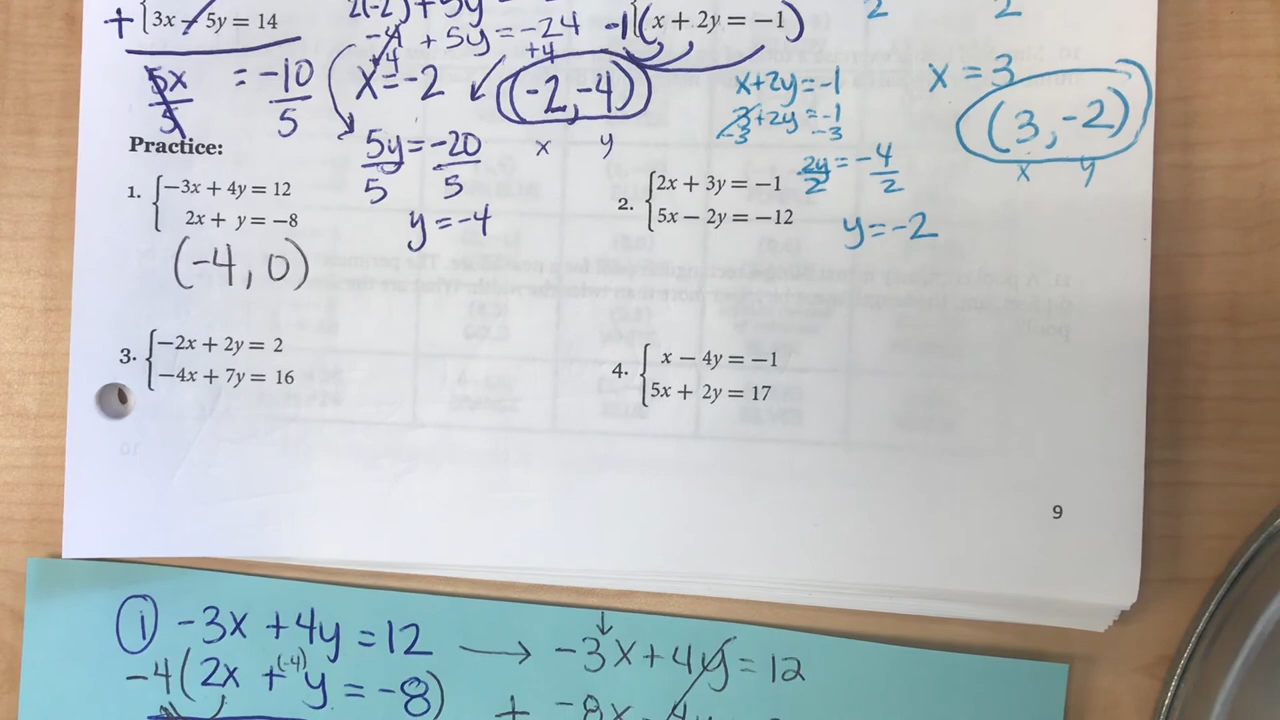 2(-2) + 5y
+ 3x - 5y = 14
-4 + 5y = -24
+4 +4
-1(x + 2y = -1)
2 2
5x = -10
5 5
x = -2
(-2, -4)
x y
x+2y=-1
3+2y=-1
-3 -3
2y = -4
2 2
y = -2
x = 3
(3, -2)
x y
5y = -20
5 5
y = -4
Practice:
1. -3x + 4y = 12
2x + y = -8
(-4, 0)
2. 2x + 3y = -1
5x - 2y = -12
3. -2x + 2y = 2
-4x + 7y = 16
4. x - 4y = -1
5x + 2y = 17
9
① -3x + 4y = 12 → -3x + 4y = 12
-4(2x + (-4) y = -8)
+ -8x